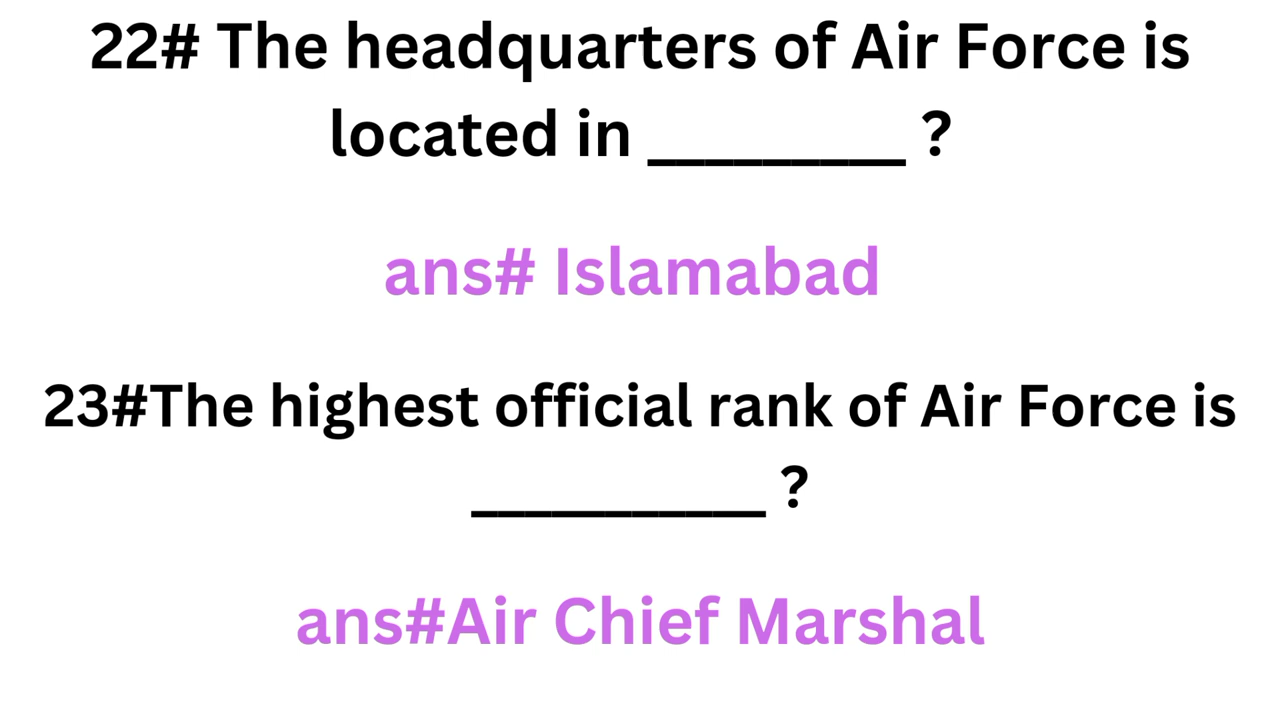 22# The headquarters of Air Force is
located in _________ ?
ans# Islamabad
23#The highest official rank of Air Force is
___________ ?
ans#Air Chief Marshal